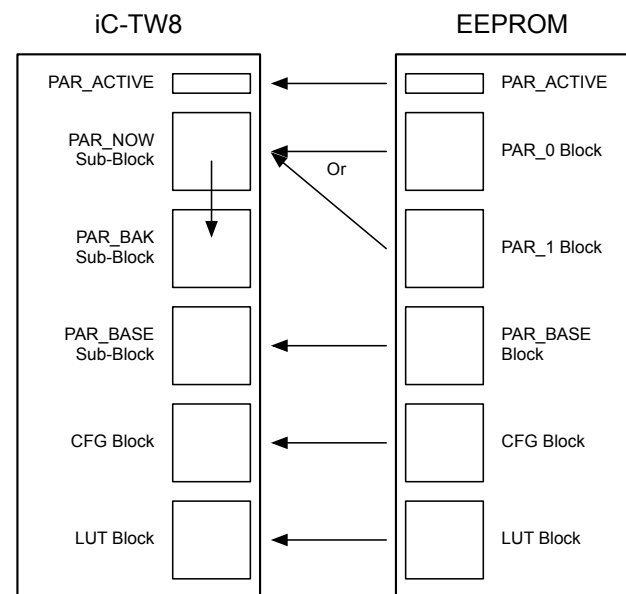 iC-TW8
EEPROM
PAR_ACTIVE
PAR_ACTIVE
PAR_NOW
Sub-Block
PAR_0 Block
Or
PAR_BAK
Sub-Block
PAR_1 Block
PAR_BASE
Sub-Block
PAR_BASE
Block
CFG Block
CFG Block
LUT Block
LUT Block